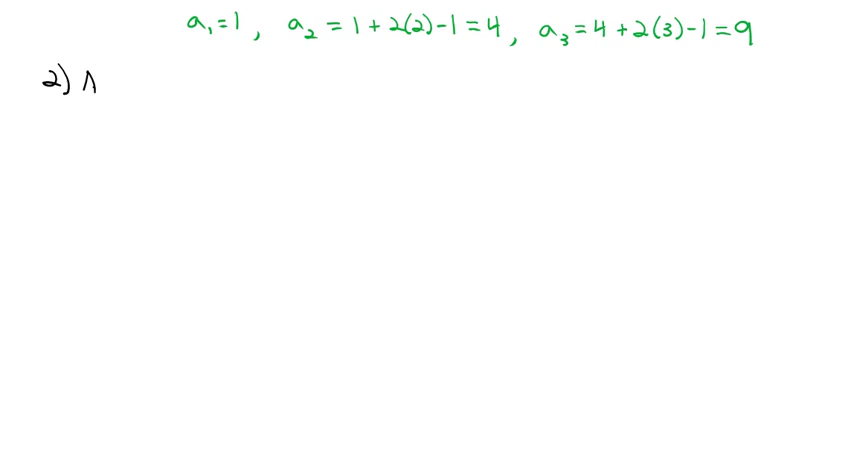 a₁ = 1 , a₂ = 1 + 2(2) - 1 = 4 , a₃ = 4 + 2(3) - 1 = 9
2)